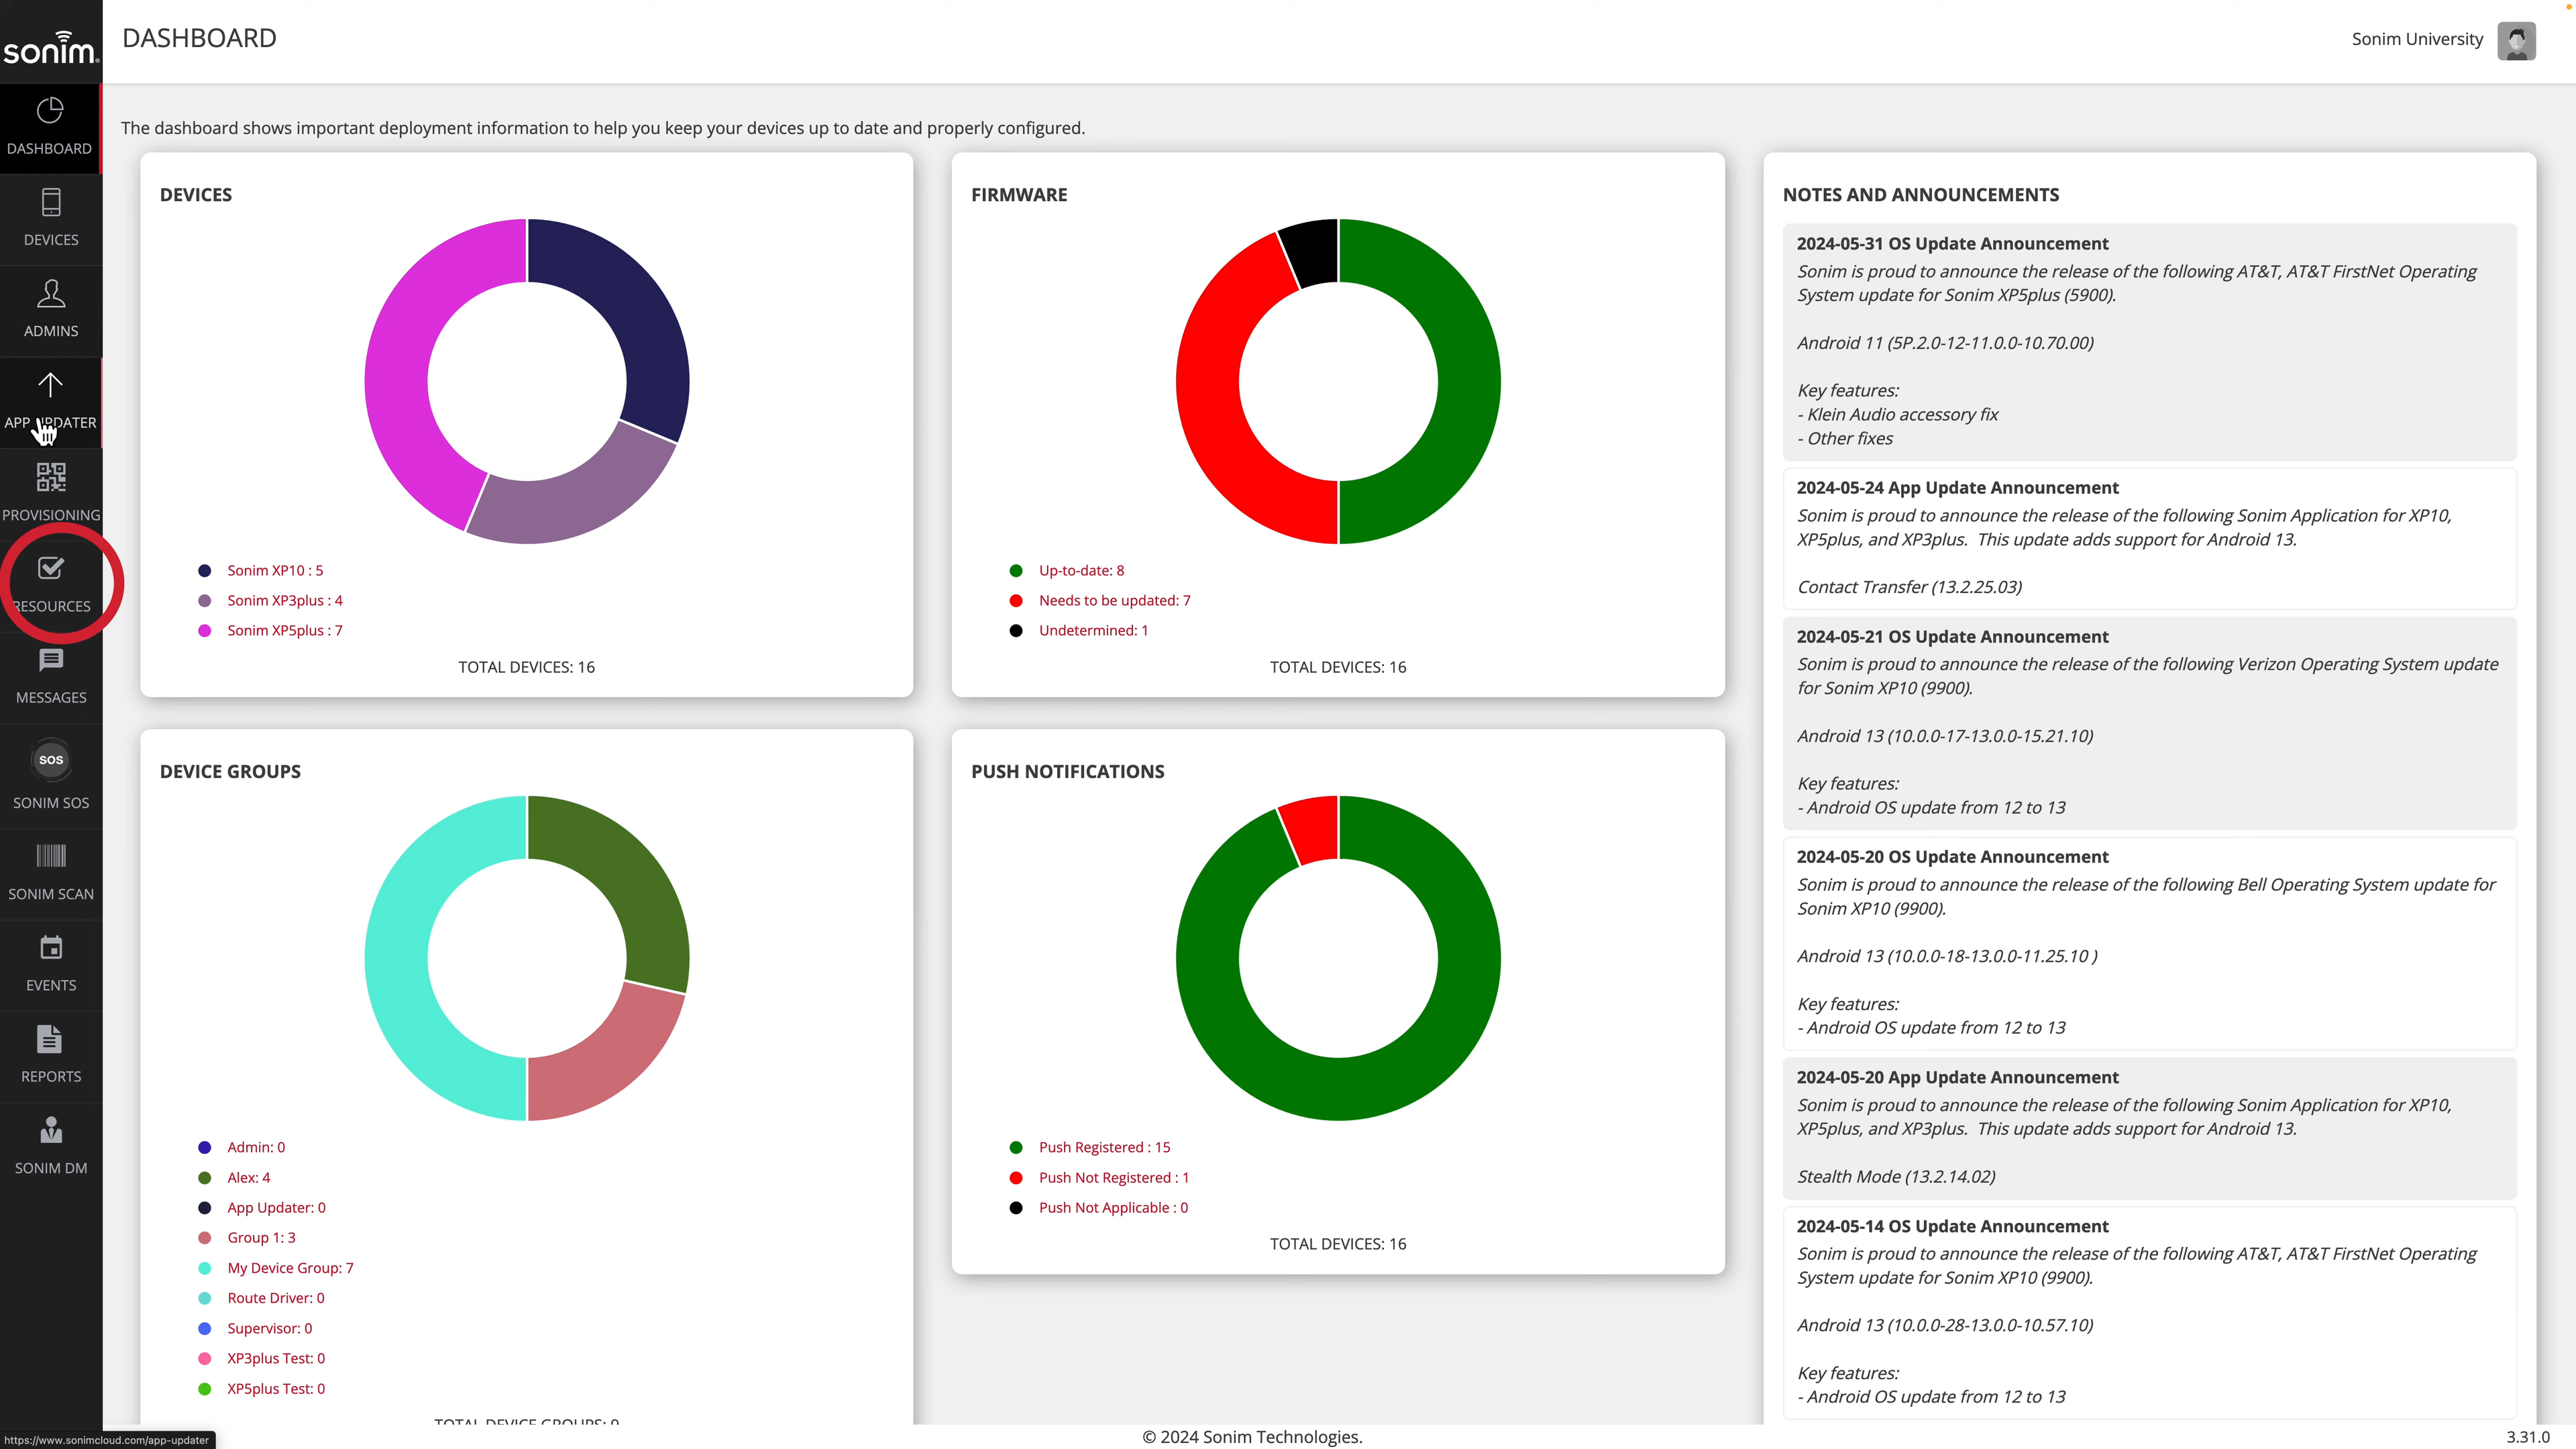 sonim
DASHBOARD
Sonim University
DASHBOARD
DEVICES
ADMINS
APP UPDATER
PROVISIONING
RESOURCES
MESSAGES
SOS
SONIM SOS
SONIM SCAN
EVENTS
REPORTS
SONIM DM
The dashboard shows important deployment information to help you keep your devices up to date and properly configured.
DEVICES
Sonim XP10 : 5
Sonim XP3plus : 4
Sonim XP5plus : 7
TOTAL DEVICES: 16
FIRMWARE
Up-to-date: 8
Needs to be updated: 7
Undetermined: 1
TOTAL DEVICES: 16
DEVICE GROUPS
Admin: 0
Alex: 4
App Updater: 0
Group 1: 3
My Device Group: 7
Route Driver: 0
Supervisor: 0
XP3plus Test: 0
XP5plus Test: 0
TOTAL DEVICE GROUPS: 9
PUSH NOTIFICATIONS
Push Registered : 15
Push Not Registered : 1
Push Not Applicable : 0
TOTAL DEVICES: 16
NOTES AND ANNOUNCEMENTS
2024-05-31 OS Update Announcement
Sonim is proud to announce the release of the following AT&T, AT&T FirstNet Operating
System update for Sonim XP5plus (5900).
Android 11 (5P.2.0-12-11.0.0-10.70.00)
Key features:
- Klein Audio accessory fix
- Other fixes
2024-05-24 App Update Announcement
Sonim is proud to announce the release of the following Sonim Application for XP10,
XP5plus, and XP3plus. This update adds support for Android 13.
Contact Transfer (13.2.25.03)
2024-05-21 OS Update Announcement
Sonim is proud to announce the release of the following Verizon Operating System update
for Sonim XP10 (9900).
Android 13 (10.0.0-17-13.0.0-15.21.10)
Key features:
- Android OS update from 12 to 13
2024-05-20 OS Update Announcement
Sonim is proud to announce the release of the following Bell Operating System update for
Sonim XP10 (9900).
Android 13 (10.0.0-18-13.0.0-11.25.10 )
Key features:
- Android OS update from 12 to 13
2024-05-20 App Update Announcement
Sonim is proud to announce the release of the following Sonim Application for XP10,
XP5plus, and XP3plus. This update adds support for Android 13.
Stealth Mode (13.2.14.02)
2024-05-14 OS Update Announcement
Sonim is proud to announce the release of the following AT&T, AT&T FirstNet Operating
System update for Sonim XP10 (9900).
Android 13 (10.0.0-28-13.0.0-10.57.10)
Key features:
- Android OS update from 12 to 13
https://www.sonimcloud.com/app-updater
© 2024 Sonim Technologies.
3.31.0